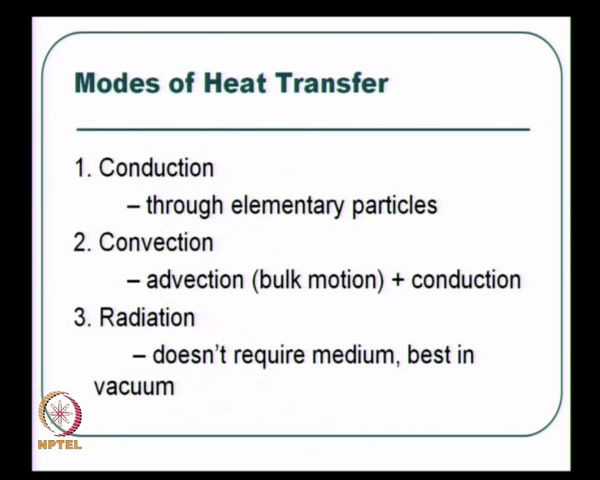 Modes of Heat Transfer
1. Conduction
– through elementary particles
2. Convection
– advection (bulk motion) + conduction
3. Radiation
– doesn't require medium, best in
vacuum
NPTEL